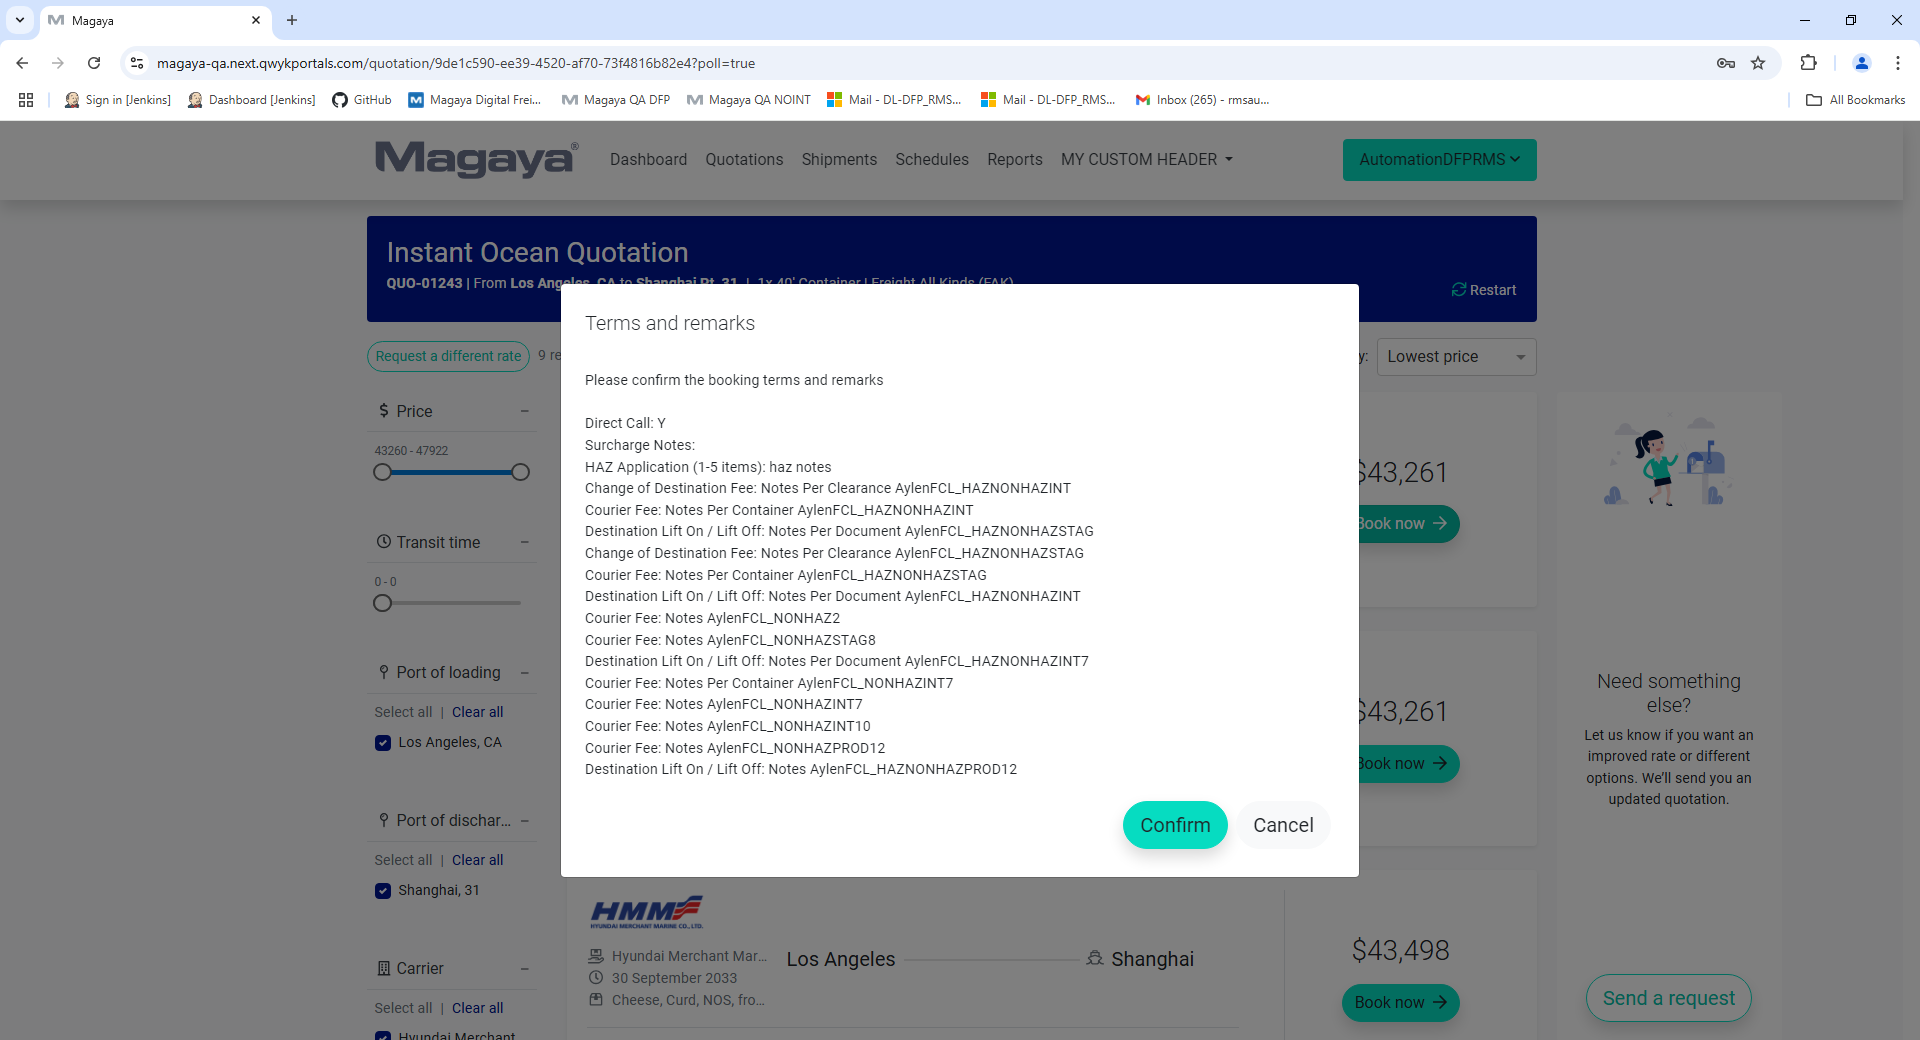 Magaya
magaya-qa.next.qwykportals.com/quotation/9de1c590-ee39-4520-af70-73f4816b82e4?poll=true
Sign in [Jenkins]
Dashboard [Jenkins]
GitHub
Magaya Digital Frei...
Magaya QA DFP
Magaya QA NOINT
Mail - DL-DFP_RMS...
Mail - DL-DFP_RMS...
Inbox (265) - rmsau...
All Bookmarks
Magaya®
Dashboard
Quotations
Shipments
Schedules
Reports
MY CUSTOM HEADER
AutomationDFPRMS
Instant Ocean Quotation
QUO-01243 | From Los Angeles, CA to Shanghai Pt, 31 | 1x 40' Container | Freight All Kinds (FAK)
Restart
Request a different rate
9 re
y:
Lowest price
Price
43260 - 47922
Transit time
0 - 0
Port of loading
Select all | Clear all
Los Angeles, CA
Port of dischar...
Select all | Clear all
Shanghai, 31
Carrier
Select all | Clear all
Hyundai Merchant
Terms and remarks
Please confirm the booking terms and remarks
Direct Call: Y
Surcharge Notes:
HAZ Application (1-5 items): haz notes
Change of Destination Fee: Notes Per Clearance AylenFCL_HAZNONHAZINT
Courier Fee: Notes Per Container AylenFCL_HAZNONHAZINT
Destination Lift On / Lift Off: Notes Per Document AylenFCL_HAZNONHAZSTAG
Change of Destination Fee: Notes Per Clearance AylenFCL_HAZNONHAZSTAG
Courier Fee: Notes Per Container AylenFCL_HAZNONHAZSTAG
Destination Lift On / Lift Off: Notes Per Document AylenFCL_HAZNONHAZINT
Courier Fee: Notes AylenFCL_NONHAZ2
Courier Fee: Notes AylenFCL_NONHAZSTAG8
Destination Lift On / Lift Off: Notes Per Document AylenFCL_HAZNONHAZINT7
Courier Fee: Notes Per Container AylenFCL_NONHAZINT7
Courier Fee: Notes AylenFCL_NONHAZINT7
Courier Fee: Notes AylenFCL_NONHAZINT10
Courier Fee: Notes AylenFCL_NONHAZPROD12
Destination Lift On / Lift Off: Notes AylenFCL_HAZNONHAZPROD12
Confirm
Cancel
$43,261
Book now
$43,261
Book now
HMM
HYUNDAI MERCHANT MARINE CO., LTD.
Hyundai Merchant Mar...
30 September 2033
Cheese, Curd, NOS, fro...
Los Angeles
Shanghai
$43,498
Book now
Need something
else?
Let us know if you want an
improved rate or different
options. We'll send you an
updated quotation.
Send a request